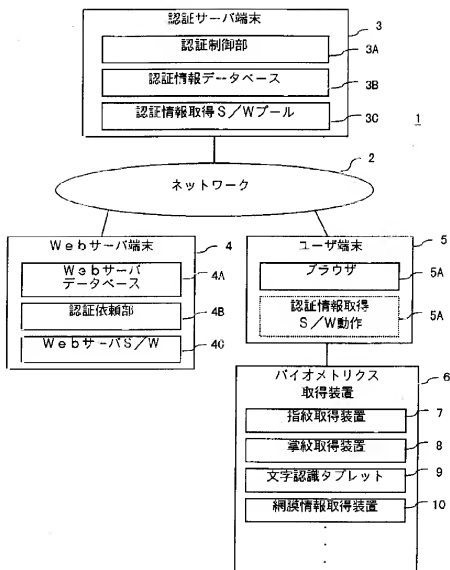 認証サーバ端末
3
認証制御部
3A
認証情報データベース
3B
認証情報取得S/Wプール
3C
1
2
ネットワーク
Webサーバ端末
4
Webサーバ
データベース
4A
認証依頼部
4B
WebサーバS/W
4C
ユーザ端末
5
ブラウザ
5A
認証情報取得
S/W動作
5A
バイオメトリクス
取得装置
6
指紋取得装置
7
掌紋取得装置
8
文字認識タブレット
9
網膜情報取得装置
10